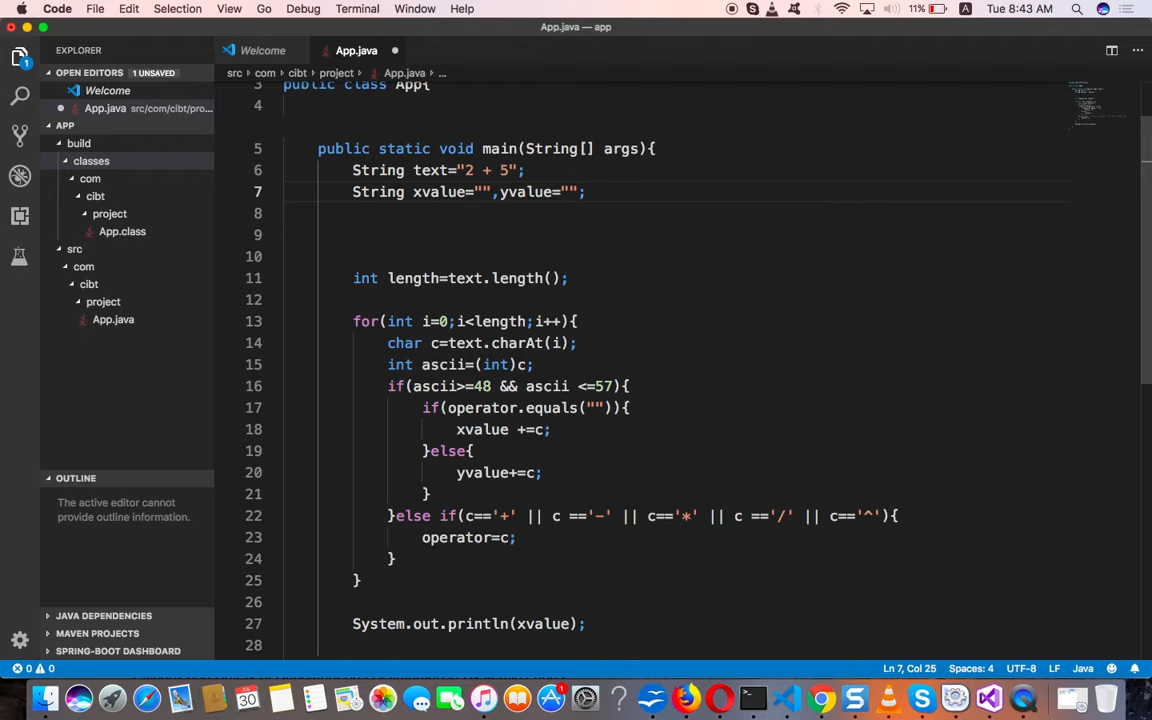 Code File Edit Selection View Go Debug Terminal Window Help 11% A Tue 8:43 AM
App.java — app
EXPLORER
Welcome
App.java
OPEN EDITORS 1 UNSAVED
Welcome
App.java src/com/cibt/pro...
APP
build
classes
com
cibt
project
App.class
src
com
cibt
project
App.java
OUTLINE
The active editor cannot
provide outline information.
JAVA DEPENDENCIES
MAVEN PROJECTS
SPRING-BOOT DASHBOARD
src com cibt project App.java ...
3 public class App{
4
5 public static void main(String[] args){
6 String text="2 + 5";
7 String xvalue="",yvalue="";
8
9
10
11 int length=text.length();
12
13 for(int i=0;i<length;i++){
14 char c=text.charAt(i);
15 int ascii=(int)c;
16 if(ascii>=48 && ascii <=57){
17 if(operator.equals("")){
18 xvalue +=c;
19 }else{
20 yvalue+=c;
21 }
22 }else if(c=='+' || c =='-' || c=='*' || c =='/' || c=='^'){
23 operator=c;
24 }
25 }
26
27 System.out.println(xvalue);
28
0 0 Ln 7, Col 25 Spaces: 4 UTF-8 LF Java